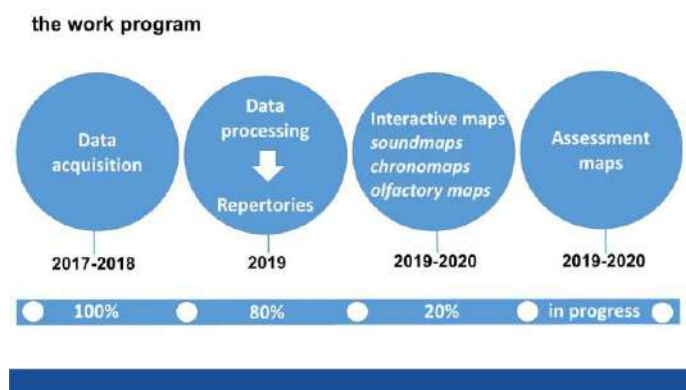 the work program
Data
acquisition
Data
processing
Repertories
Interactive maps
soundmaps
chronomaps
olfactory maps
Assessment
maps
2017-2018
2019
2019-2020
2019-2020
100%
80%
20%
in progress